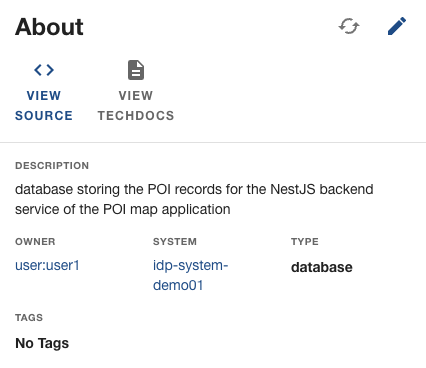 About
VIEW
SOURCE
VIEW
TECHDOCS
DESCRIPTION
database storing the POI records for the NestJS backend
service of the POI map application
OWNER
SYSTEM
TYPE
user:user1
idp-system-
demo01
database
TAGS
No Tags